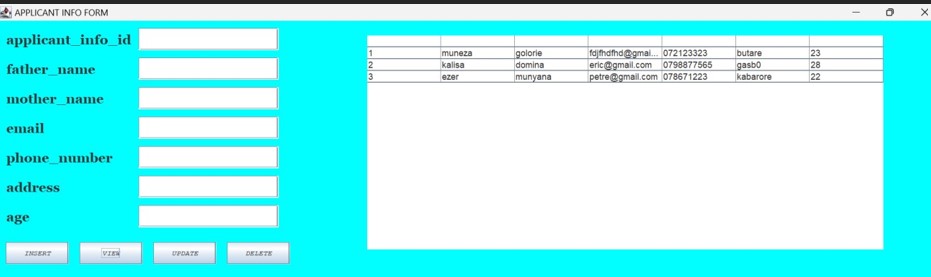 APPLICANT INFO FORM
applicant_info_id
father_name
mother_name
email
phone_number
address
age
INSERT VIEW UPDATE DELETE
1 muneza golorie fdjfhdfhd@gmai... 072123323 butare 23
2 kalisa domina eric@gmail.com 0798877565 gasb0 28
3 ezer munyana petre@gmail.com 078671223 kabarore 22